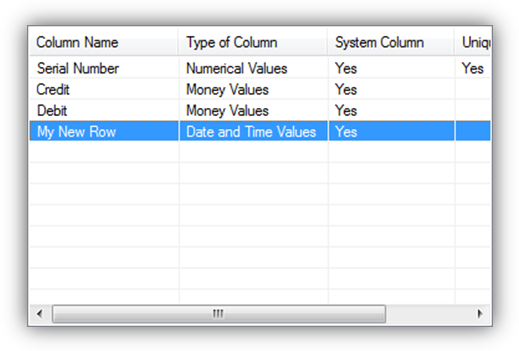 Column Name Type of Column System Column Uniqu
Serial Number Numerical Values Yes Yes
Credit Money Values Yes
Debit Money Values Yes
My New Row Date and Time Values Yes